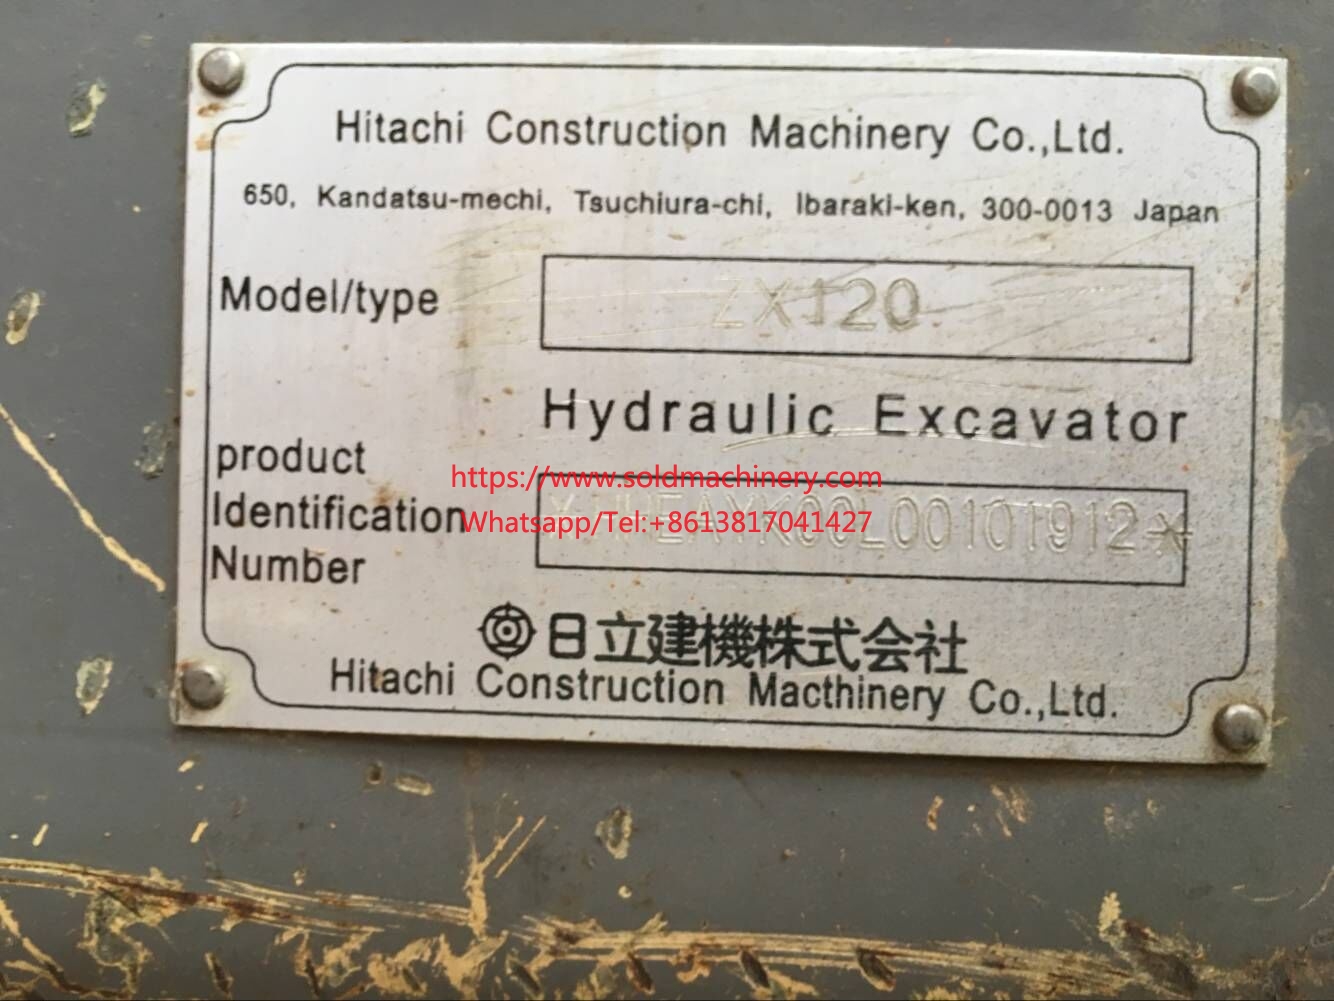 Hitachi Construction Machinery Co.,Ltd.
650, Kandatsu-mechi, Tsuchiura-chi, Ibaraki-ken, 300-0013 Japan
Model/type
ZX120
Hydraulic Excavator
product
Identification
Number
https://www.soldmachinery.com
Whatsapp/Tel:+8613817041427
日立建機株式会社
Hitachi Construction Macthinery Co.,Ltd.